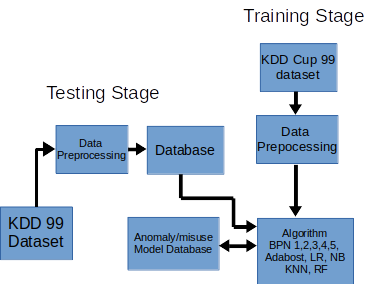 Training Stage
KDD Cup 99
dataset
Testing Stage
Data
Preprocessing
Database
Data
Prepocessing
KDD 99
Dataset
Anomaly/misuse
Model Database
Algorithm
BPN 1,2,3,4,5,
Adabost, LR, NB
KNN, RF